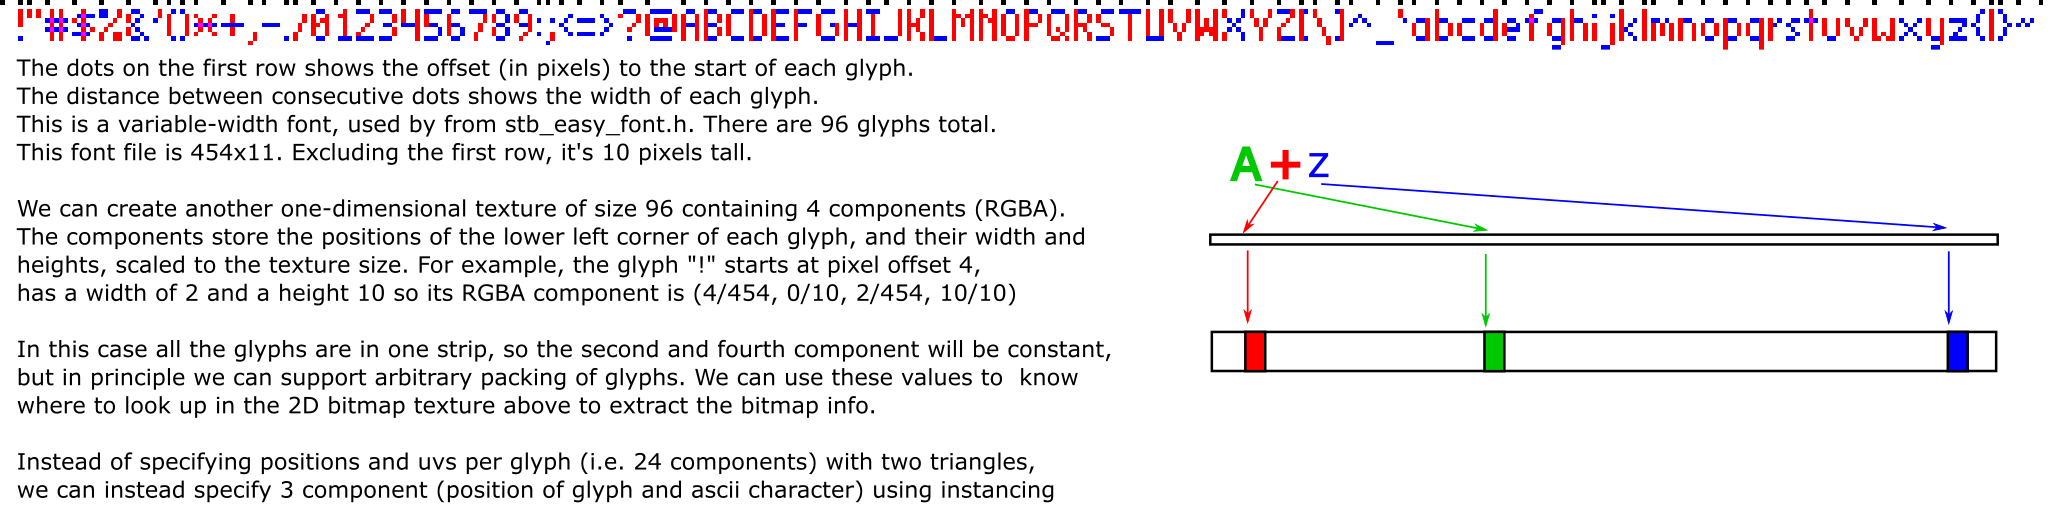 !"#$%&'()*+,-./0123456789:;<=>?@ABCDEFGHIJKLMNOPQRSTUVWXYZ[\]^_`abcdefghijklmnopqrstuvwxyz{|}~
The dots on the first row shows the offset (in pixels) to the start of each glyph.
The distance between consecutive dots shows the width of each glyph.
This is a variable-width font, used by from stb_easy_font.h. There are 96 glyphs total.
This font file is 454x11. Excluding the first row, it's 10 pixels tall.
A+z
We can create another one-dimensional texture of size 96 containing 4 components (RGBA).
The components store the positions of the lower left corner of each glyph, and their width and
heights, scaled to the texture size. For example, the glyph "!" starts at pixel offset 4,
has a width of 2 and a height 10 so its RGBA component is (4/454, 0/10, 2/454, 10/10)
In this case all the glyphs are in one strip, so the second and fourth component will be constant,
but in principle we can support arbitrary packing of glyphs. We can use these values to  know
where to look up in the 2D bitmap texture above to extract the bitmap info.
Instead of specifying positions and uvs per glyph (i.e. 24 components) with two triangles,
we can instead specify 3 component (position of glyph and ascii character) using instancing